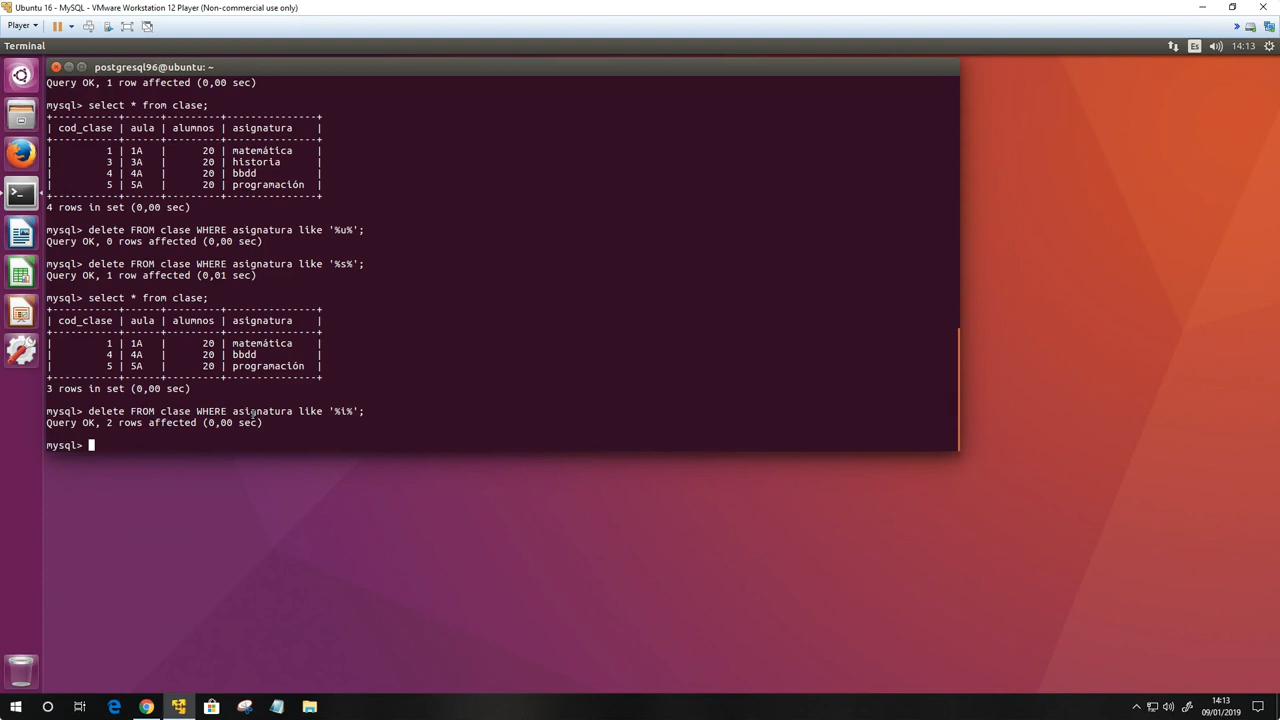 Ubuntu 16 - MySQL - VMware Workstation 12 Player (Non-commercial use only)
Player
Terminal
Es
14:13
postgresql96@ubuntu: ~
Query OK, 1 row affected (0,00 sec)
mysql> select * from clase;
+-----------+------+---------+--------------+
| cod_clase | aula | alumnos | asignatura   |
+-----------+------+---------+--------------+
|         1 | 1A   |      20 | matemática   |
|         3 | 3A   |      20 | historia     |
|         4 | 4A   |      20 | bbdd         |
|         5 | 5A   |      20 | programación |
+-----------+------+---------+--------------+
4 rows in set (0,00 sec)
mysql> delete FROM clase WHERE asignatura like '%u%';
Query OK, 0 rows affected (0,00 sec)
mysql> delete FROM clase WHERE asignatura like '%s%';
Query OK, 1 row affected (0,01 sec)
mysql> select * from clase;
+-----------+------+---------+--------------+
| cod_clase | aula | alumnos | asignatura   |
+-----------+------+---------+--------------+
|         1 | 1A   |      20 | matemática   |
|         4 | 4A   |      20 | bbdd         |
|         5 | 5A   |      20 | programación |
+-----------+------+---------+--------------+
3 rows in set (0,00 sec)
mysql> delete FROM clase WHERE asignatura like '%i%';
Query OK, 2 rows affected (0,00 sec)
mysql>
14:13
09/01/2019